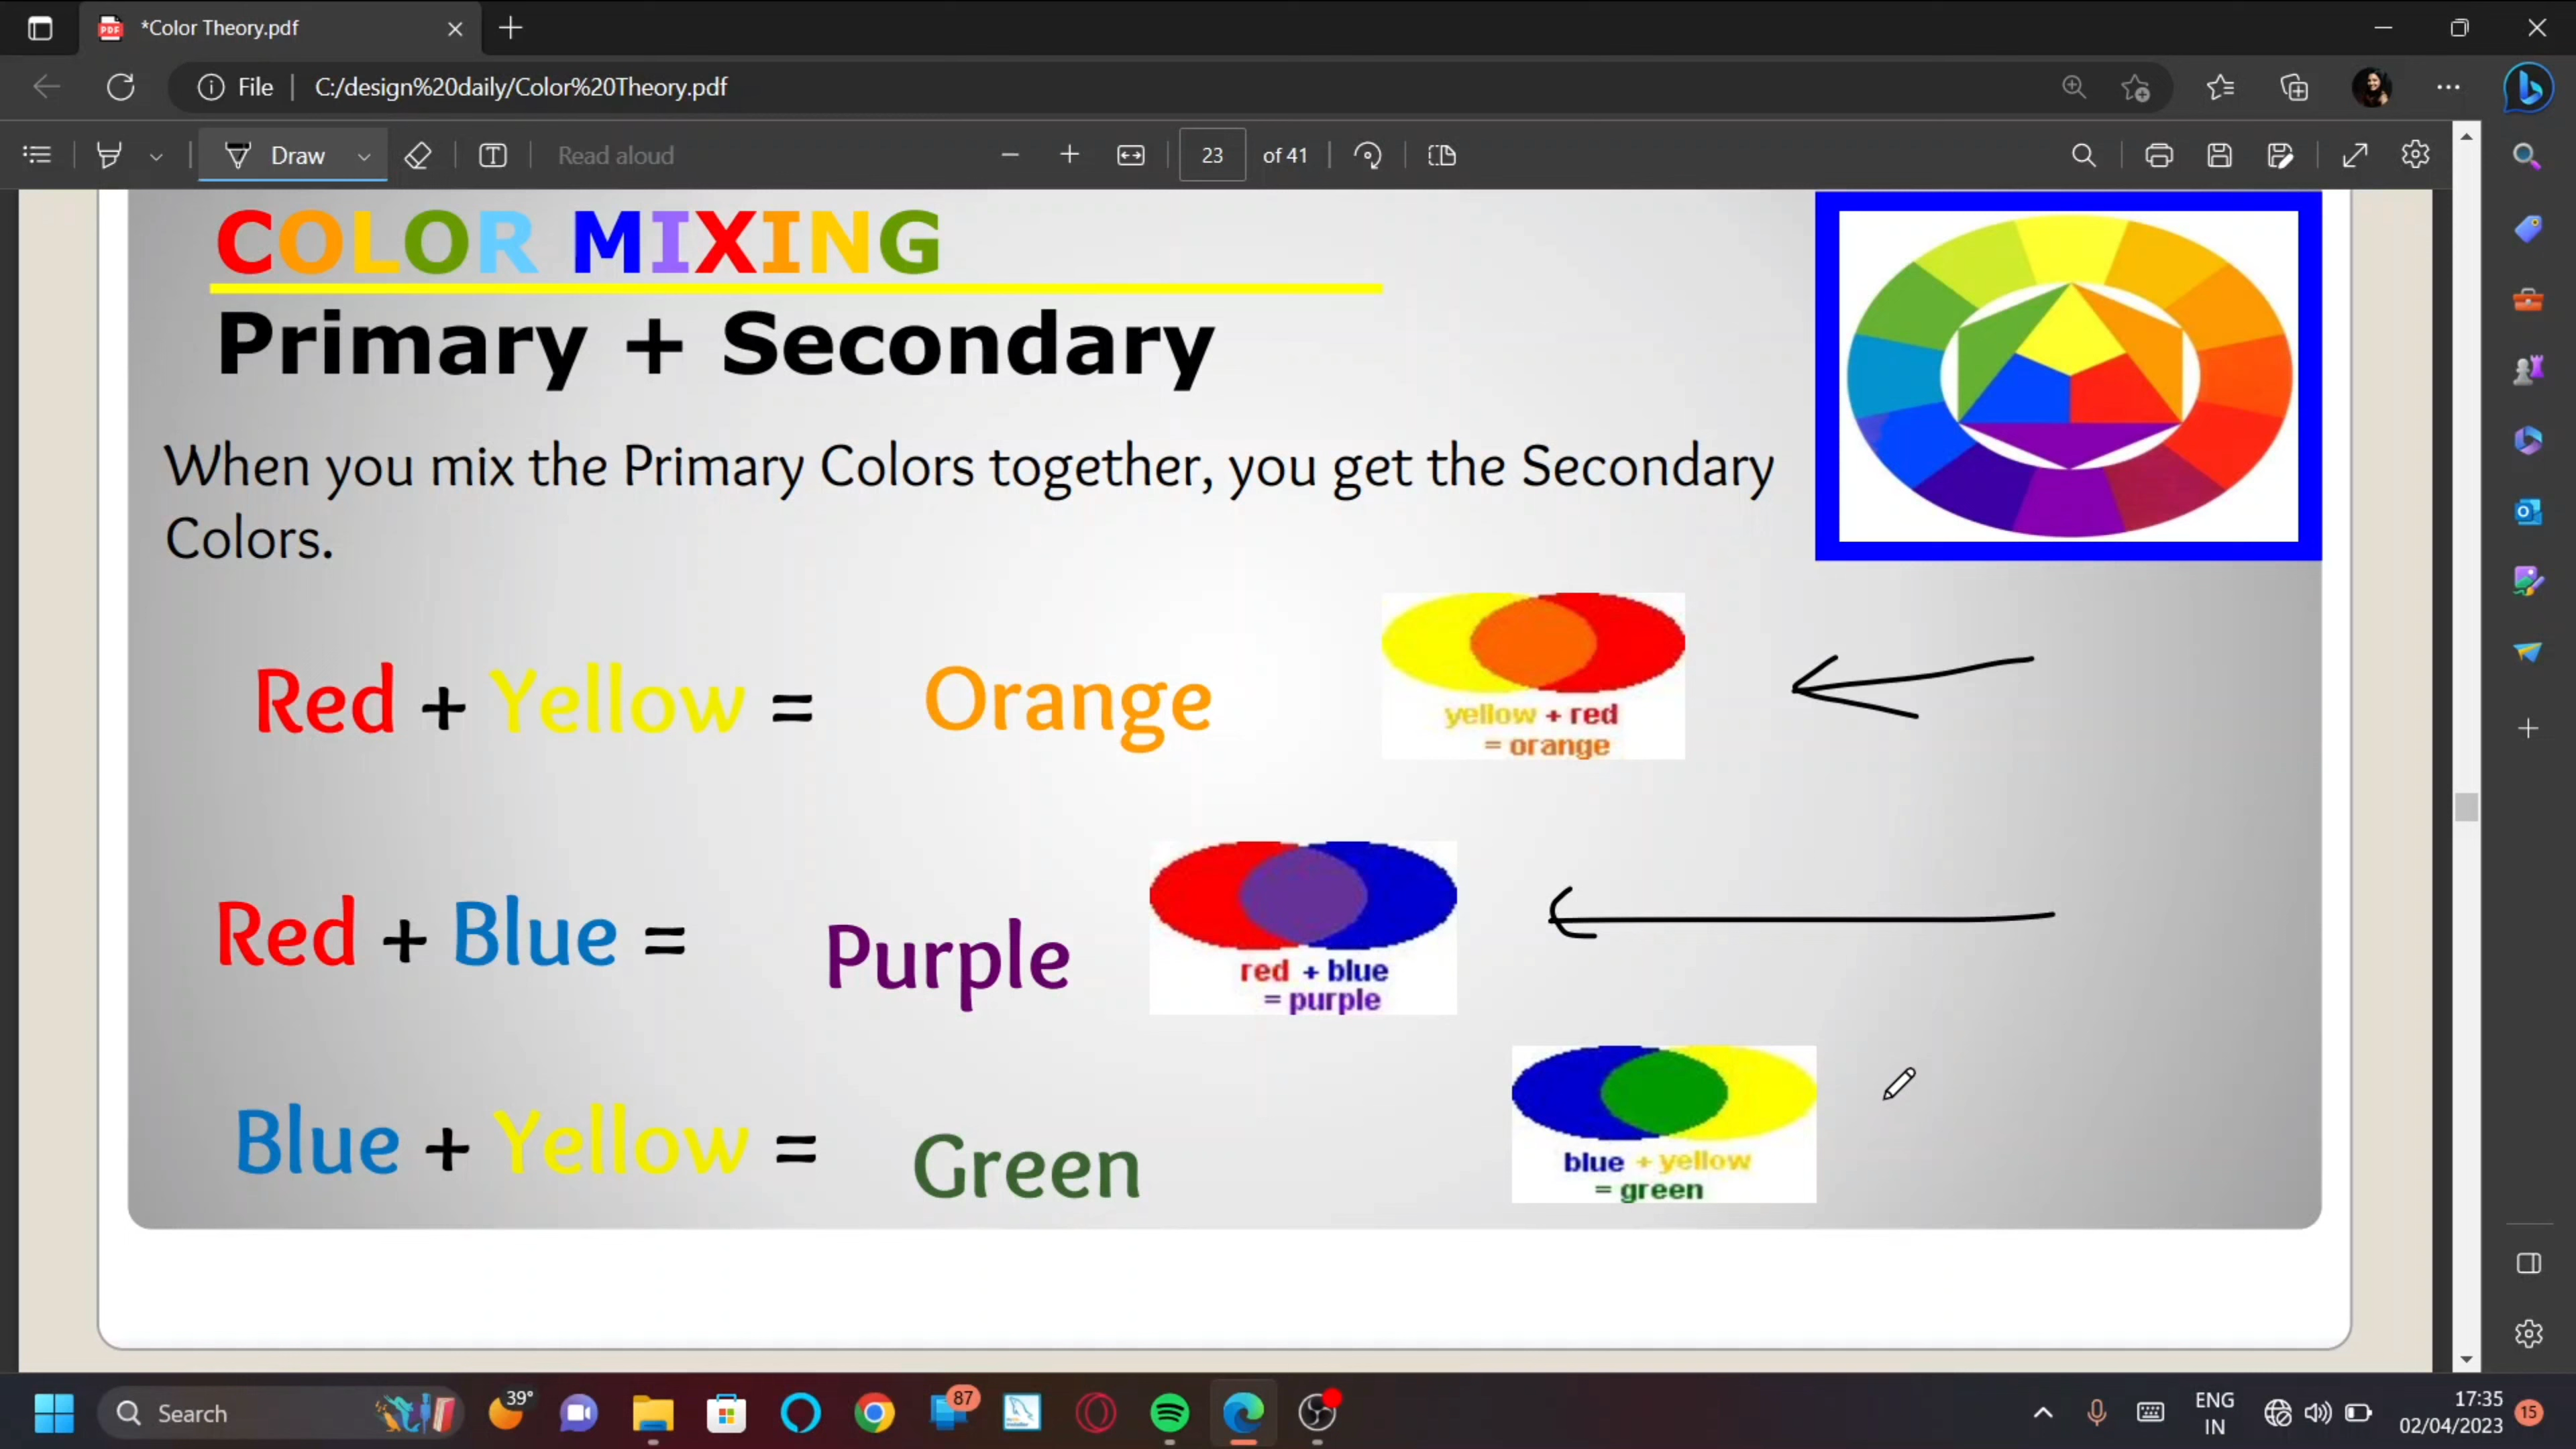 *Color Theory.pdf
File
C:/design%20daily/Color%20Theory.pdf
Draw
Read aloud
23
of 41
COLOR MIXING
Primary + Secondary
When you mix the Primary Colors together, you get the Secondary
Colors.
Red + Yellow = Orange
yellow + red
= orange
Red + Blue = Purple
red + blue
= purple
Blue + Yellow = Green
blue + yellow
= green
Search
39°
87
ENG
IN
17:35
02/04/2023
15